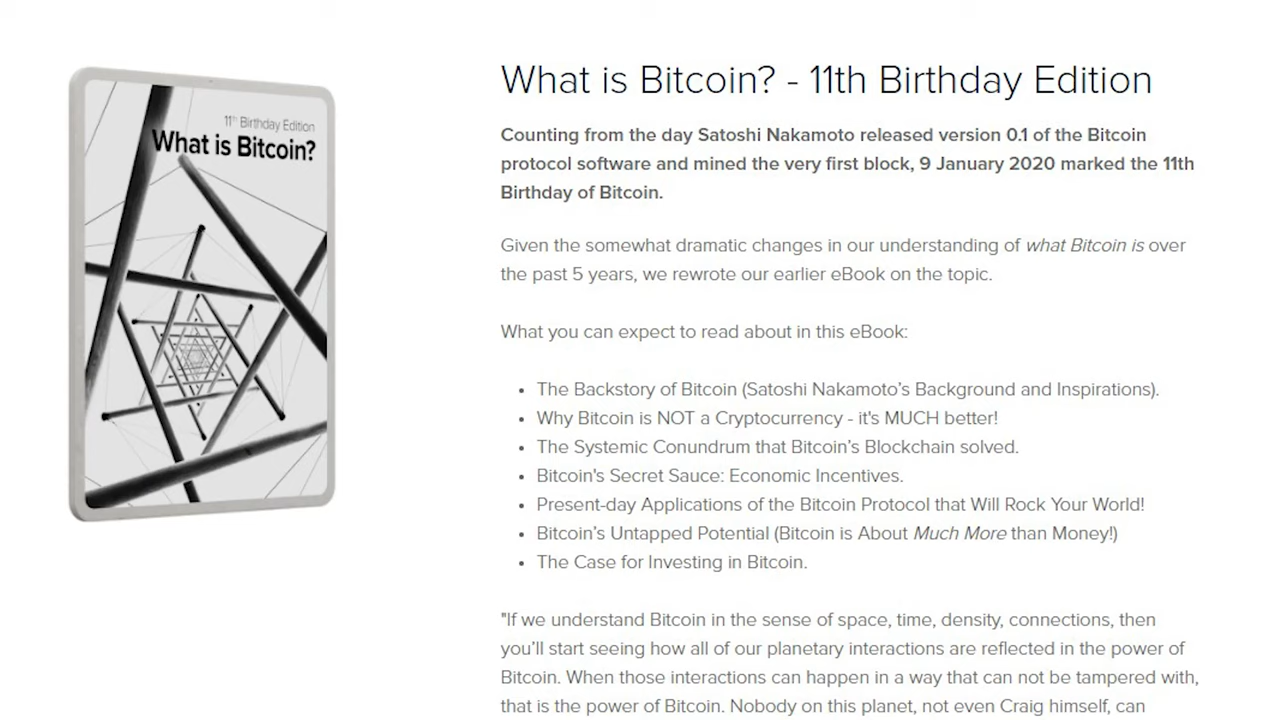 11th Birthday Edition
What is Bitcoin?
What is Bitcoin? - 11th Birthday Edition
Counting from the day Satoshi Nakamoto released version 0.1 of the Bitcoin
protocol software and mined the very first block, 9 January 2020 marked the 11th
Birthday of Bitcoin.
Given the somewhat dramatic changes in our understanding of what Bitcoin is over
the past 5 years, we rewrote our earlier eBook on the topic.
What you can expect to read about in this eBook:
• The Backstory of Bitcoin (Satoshi Nakamoto’s Background and Inspirations).
• Why Bitcoin is NOT a Cryptocurrency - it's MUCH better!
• The Systemic Conundrum that Bitcoin’s Blockchain solved.
• Bitcoin's Secret Sauce: Economic Incentives.
• Present-day Applications of the Bitcoin Protocol that Will Rock Your World!
• Bitcoin’s Untapped Potential (Bitcoin is About Much More than Money!)
• The Case for Investing in Bitcoin.
"If we understand Bitcoin in the sense of space, time, density, connections, then
you’ll start seeing how all of our planetary interactions are reflected in the power of
Bitcoin. When those interactions can happen in a way that can not be tampered with,
that is the power of Bitcoin. Nobody on this planet, not even Craig himself, can